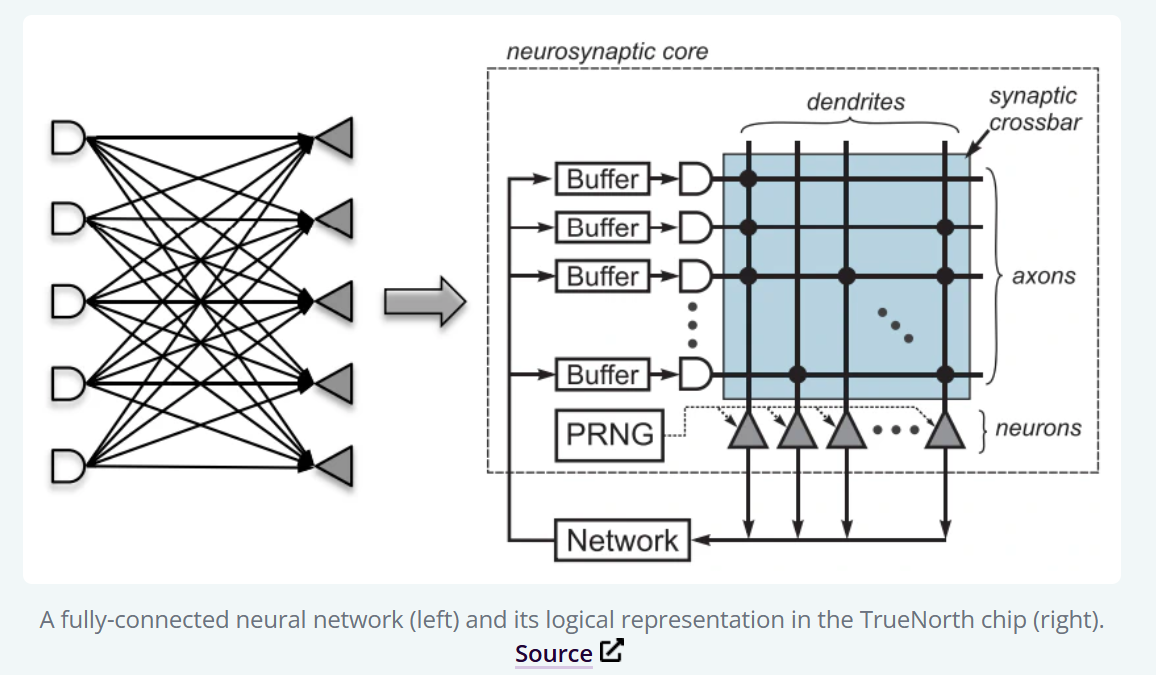 neurosynaptic core
dendrites
synaptic
crossbar
Buffer
Buffer
Buffer
axons
Buffer
PRNG
neurons
Network
A fully-connected neural network (left) and its logical representation in the TrueNorth chip (right).
Source